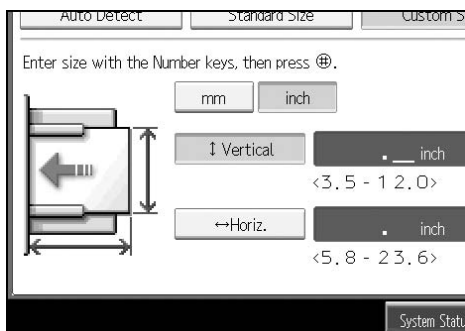 Auto Detect Standard Size Custom S
Enter size with the Number keys, then press ⊕.
mm inch
↕ Vertical . _ inch
<3.5 - 12.0>
↔Horiz. . inch
<5.8 - 23.6>
System Statu